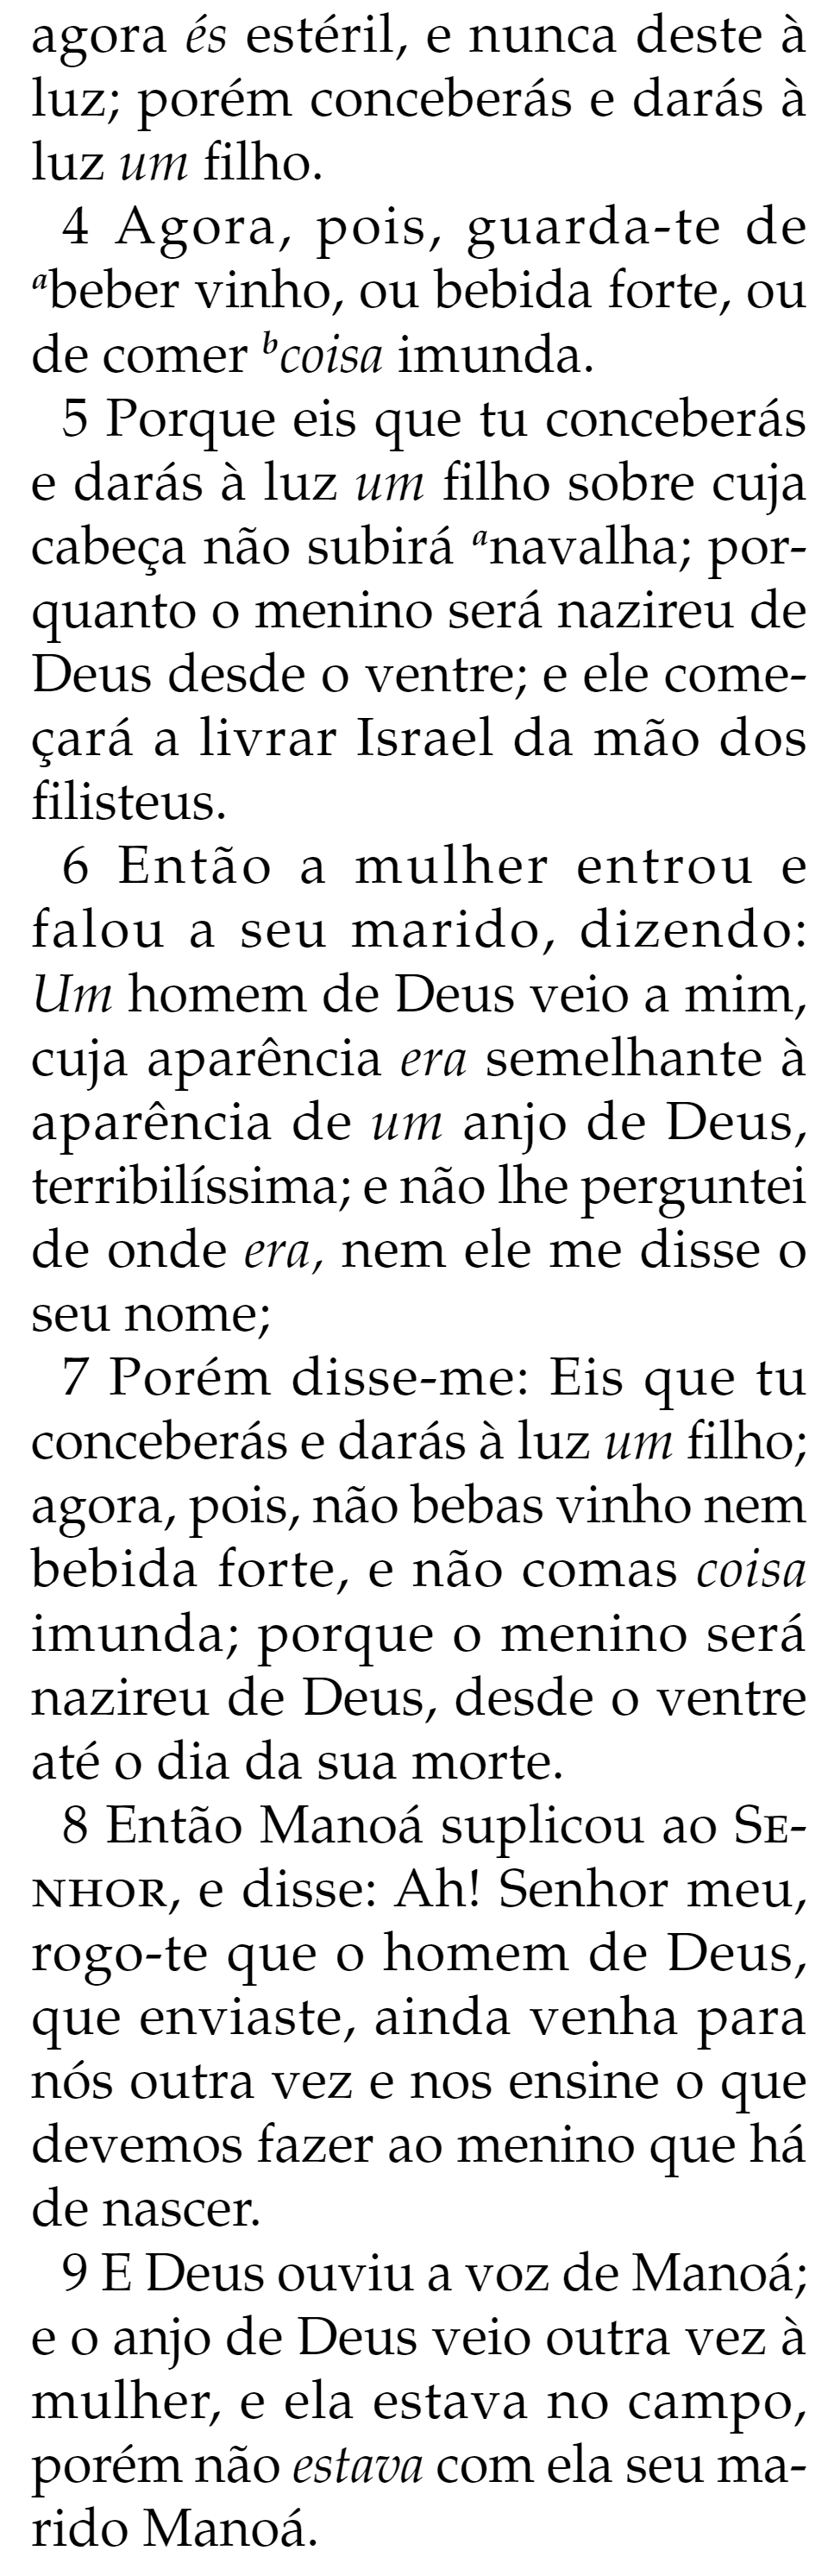 agora és estéril, e nunca deste à
luz; porém conceberás e darás à
luz um filho.
4 Agora, pois, guarda-te de
ᵃbeber vinho, ou bebida forte, ou
de comer ᵇcoisa imunda.
5 Porque eis que tu conceberás
e darás à luz um filho sobre cuja
cabeça não subirá ᵃnavalha; por-
quanto o menino será nazireu de
Deus desde o ventre; e ele come-
çará a livrar Israel da mão dos
filisteus.
6 Então a mulher entrou e
falou a seu marido, dizendo:
Um homem de Deus veio a mim,
cuja aparência era semelhante à
aparência de um anjo de Deus,
terribilíssima; e não lhe perguntei
de onde era, nem ele me disse o
seu nome;
7 Porém disse-me: Eis que tu
conceberás e darás à luz um filho;
agora, pois, não bebas vinho nem
bebida forte, e não comas coisa
imunda; porque o menino será
nazireu de Deus, desde o ventre
até o dia da sua morte.
8 Então Manoá suplicou ao SE-
NHOR, e disse: Ah! Senhor meu,
rogo-te que o homem de Deus,
que enviaste, ainda venha para
nós outra vez e nos ensine o que
devemos fazer ao menino que há
de nascer.
9 E Deus ouviu a voz de Manoá;
e o anjo de Deus veio outra vez à
mulher, e ela estava no campo,
porém não estava com ela seu ma-
rido Manoá.